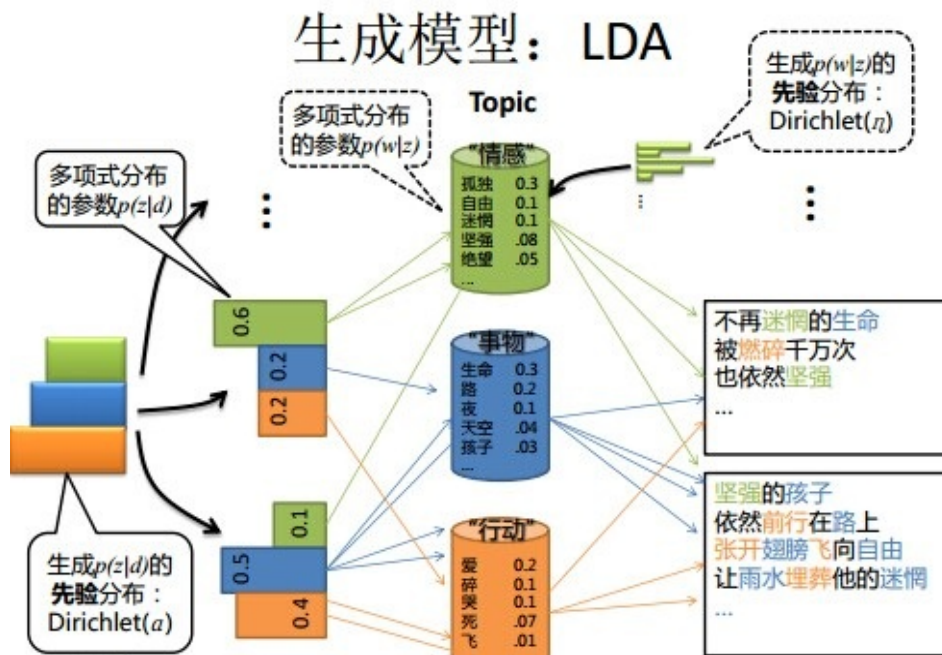 生成模型：LDA
生成p(w|z)的
先验分布：
Dirichlet(η)
Topic
多项式分布
的参数p(w|z)
多项式分布
的参数p(z|d)
...
"情感"
孤独 0.3
自由 0.1
迷惘 0.1
坚强 .08
绝望 .05
...
...
...
0.6
0.2
0.2
"事物"
生命 0.3
路 0.2
夜 0.1
天空 .04
孩子 .03
...
不再迷惘的生命
被燃碎千万次
也依然坚强
...
0.1
0.5
0.4
"行动"
爱 0.2
碎 0.1
哭 0.1
死 .07
飞 .01
坚强的孩子
依然前行在路上
张开翅膀飞向自由
让雨水埋葬他的迷惘
...
生成p(z|d)的
先验分布：
Dirichlet(a)